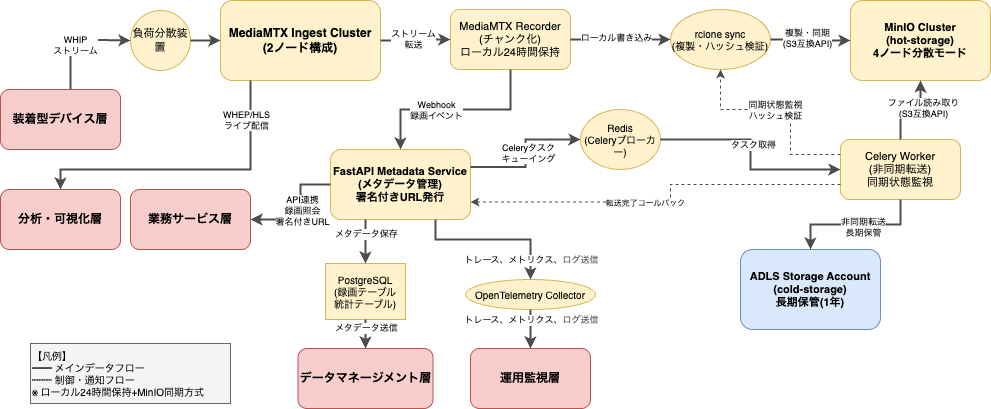 WHIP
ストリーム
負荷分散装
置
MediaMTX Ingest Cluster
(2ノード構成)
ストリーム
転送
MediaMTX Recorder
(チャンク化)
ローカル24時間保持
ローカル書き込み
rclone sync
(複製・ハッシュ検証)
複製・同期
(S3互換API)
MinIO Cluster
(hot-storage)
4ノード分散モード
装着型デバイス層
WHEP/HLS
ライブ配信
Webhook
録画イベント
同期状態監視
ハッシュ検証
ファイル読み取り
(S3互換API)
Redis
(Celeryブローカ
ー)
Celeryタスク
キューイング
タスク取得
Celery Worker
(非同期転送)
同期状態監視
FastAPI Metadata Service
(メタデータ管理)
署名付きURL発行
分析・可視化層
業務サービス層
API連携
録画照会
署名付きURL
転送完了コールバック
メタデータ保存
非同期転送
長期保管
トレース、メトリクス、ログ送信
PostgreSQL
(録画テーブル
統計テーブル)
OpenTelemetry Collector
ADLS Storage Account
(cold-storage)
長期保管(1年)
メタデータ送信
トレース、メトリクス、ログ送信
データマネージメント層
運用監視層
【凡例】
━━━ メインデータフロー
┅┅┅ 制御・通知フロー
※ ローカル24時間保持+MinIO同期方式